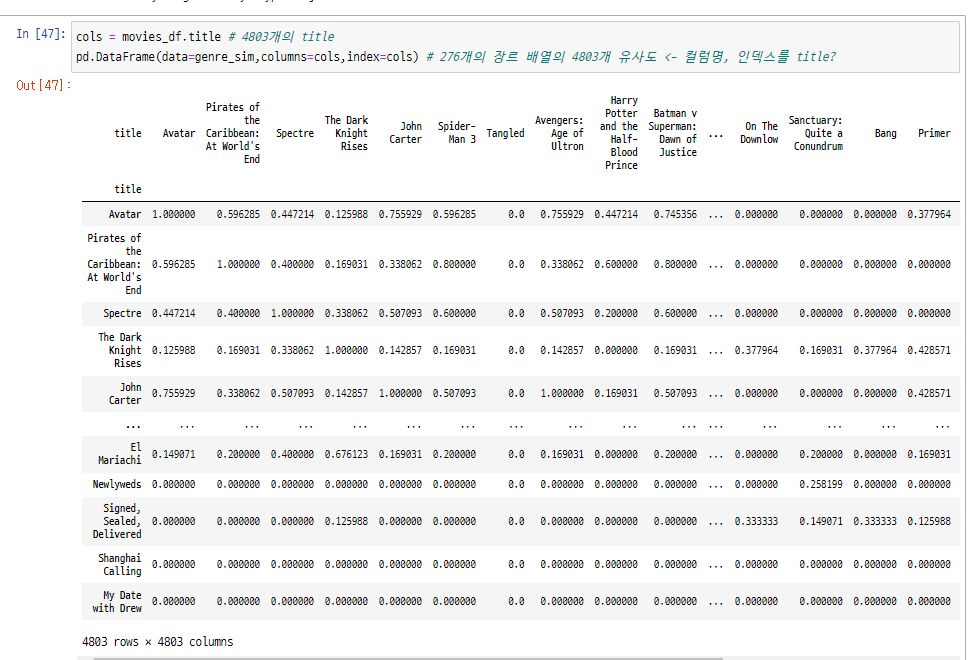 In [47]:
cols = movies_df.title # 4803개의 title
pd.DataFrame(data=genre_sim,columns=cols,index=cols) # 276개의 장르 배열의 4803개 유사도 <- 컬럼명, 인덱스를 title?
Out[47]:
title Avatar Pirates of the Caribbean: At World's End Spectre The Dark Knight Rises John Carter Spider-Man 3 Tangled Avengers: Age of Ultron Harry Potter and the Half-Blood Prince Batman v Superman: Dawn of Justice ... On The Downlow Sanctuary: Quite a Conundrum Bang Primer
title
Avatar 1.000000 0.596285 0.447214 0.125988 0.755929 0.596285 0.0 0.755929 0.447214 0.745356 ... 0.000000 0.000000 0.000000 0.377964
Pirates of the Caribbean: At World's End 0.596285 1.000000 0.400000 0.169031 0.338062 0.800000 0.0 0.338062 0.600000 0.800000 ... 0.000000 0.000000 0.000000 0.000000
Spectre 0.447214 0.400000 1.000000 0.338062 0.507093 0.600000 0.0 0.507093 0.200000 0.600000 ... 0.000000 0.000000 0.000000 0.000000
The Dark Knight Rises 0.125988 0.169031 0.338062 1.000000 0.142857 0.169031 0.0 0.142857 0.000000 0.169031 ... 0.377964 0.169031 0.377964 0.428571
John Carter 0.755929 0.338062 0.507093 0.142857 1.000000 0.507093 0.0 1.000000 0.169031 0.507093 ... 0.000000 0.000000 0.000000 0.428571
... ... ... ... ... ... ... ... ... ... ... ... ... ... ... ...
El Mariachi 0.149071 0.200000 0.400000 0.676123 0.169031 0.200000 0.0 0.169031 0.000000 0.200000 ... 0.000000 0.200000 0.000000 0.169031
Newlyweds 0.000000 0.000000 0.000000 0.000000 0.000000 0.000000 0.0 0.000000 0.000000 0.000000 ... 0.000000 0.258199 0.000000 0.000000
Signed, Sealed, Delivered 0.000000 0.000000 0.000000 0.125988 0.000000 0.000000 0.0 0.000000 0.000000 0.000000 ... 0.333333 0.149071 0.333333 0.125988
Shanghai Calling 0.000000 0.000000 0.000000 0.000000 0.000000 0.000000 0.0 0.000000 0.000000 0.000000 ... 0.000000 0.000000 0.000000 0.000000
My Date with Drew 0.000000 0.000000 0.000000 0.000000 0.000000 0.000000 0.0 0.000000 0.000000 0.000000 ... 0.000000 0.000000 0.000000 0.000000
4803 rows × 4803 columns